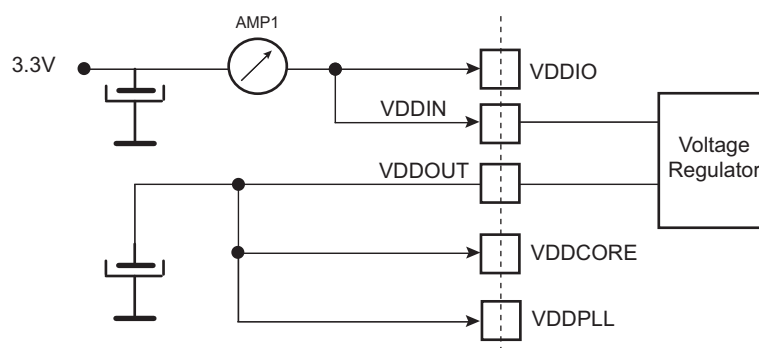 AMP1
3.3V
VDDIO
VDDIN
Voltage
Regulator
VDDOUT
VDDCORE
VDDPLL